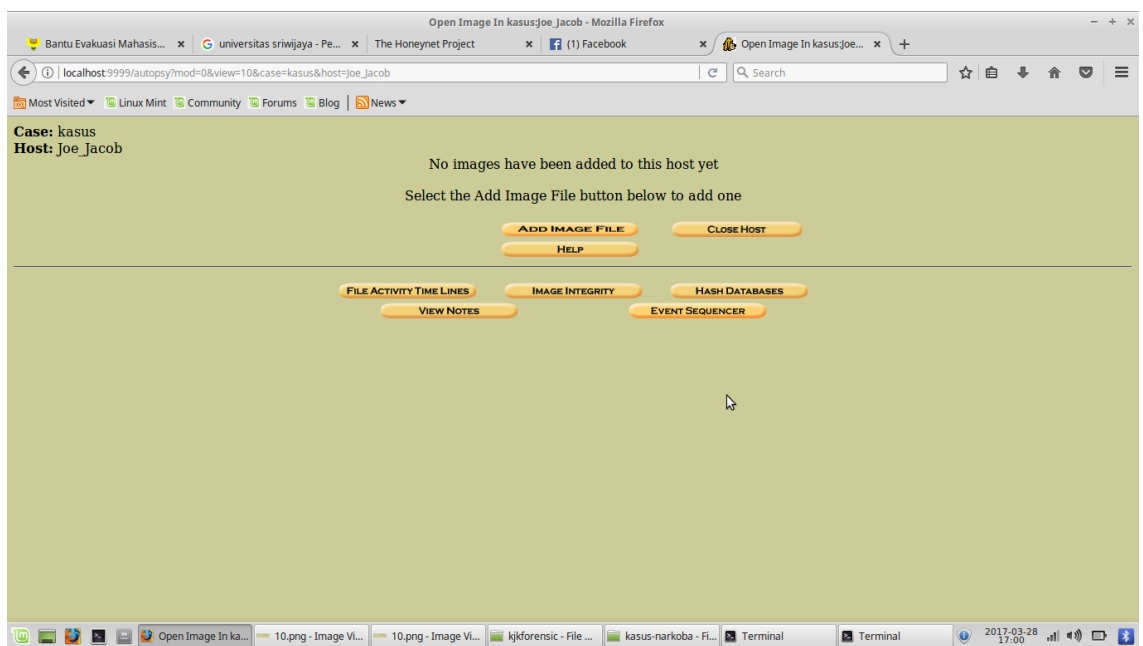 Open Image In kasus:Joe_Jacob - Mozilla Firefox
Bantu Evakuasi Mahasis... universitas sriwijaya - Pe... The Honeynet Project (1) Facebook Open Image In kasus:Joe...
localhost:9999/autopsy?mod=0&view=10&case=kasus&host=Joe_Jacob Search
Most Visited Linux Mint Community Forums Blog News
Case: kasus
Host: Joe_Jacob
No images have been added to this host yet
Select the Add Image File button below to add one
ADD IMAGE FILE CLOSE HOST
HELP
FILE ACTIVITY TIME LINES IMAGE INTEGRITY HASH DATABASES
VIEW NOTES EVENT SEQUENCER
Open Image In ka... 10.png - Image Vi... 10.png - Image Vi... kjkforensic - File ... kasus-narkoba - Fi... Terminal Terminal 2017-03-28
17:00